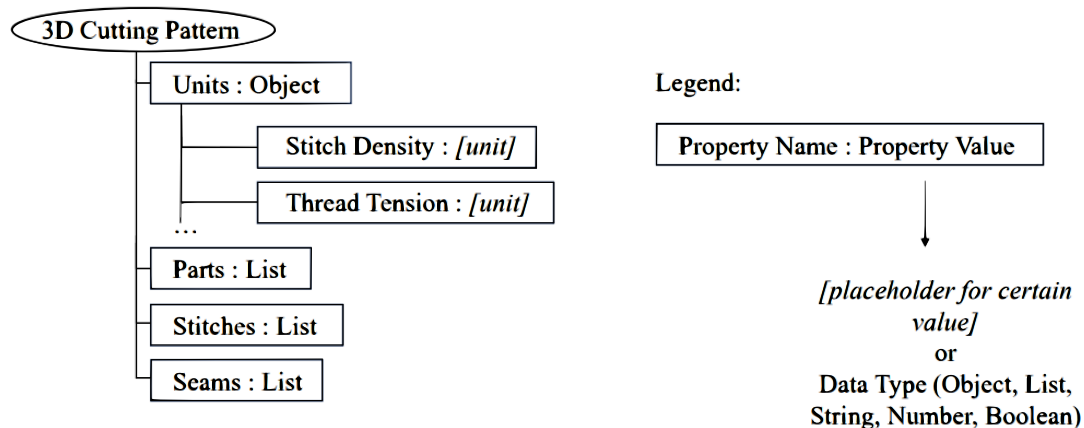 3D Cutting Pattern
Units : Object
Stitch Density : [unit]
Thread Tension : [unit]
...
Parts : List
Stitches : List
Seams : List
Legend:
Property Name : Property Value
[placeholder for certain
value]
or
Data Type (Object, List,
String, Number, Boolean)